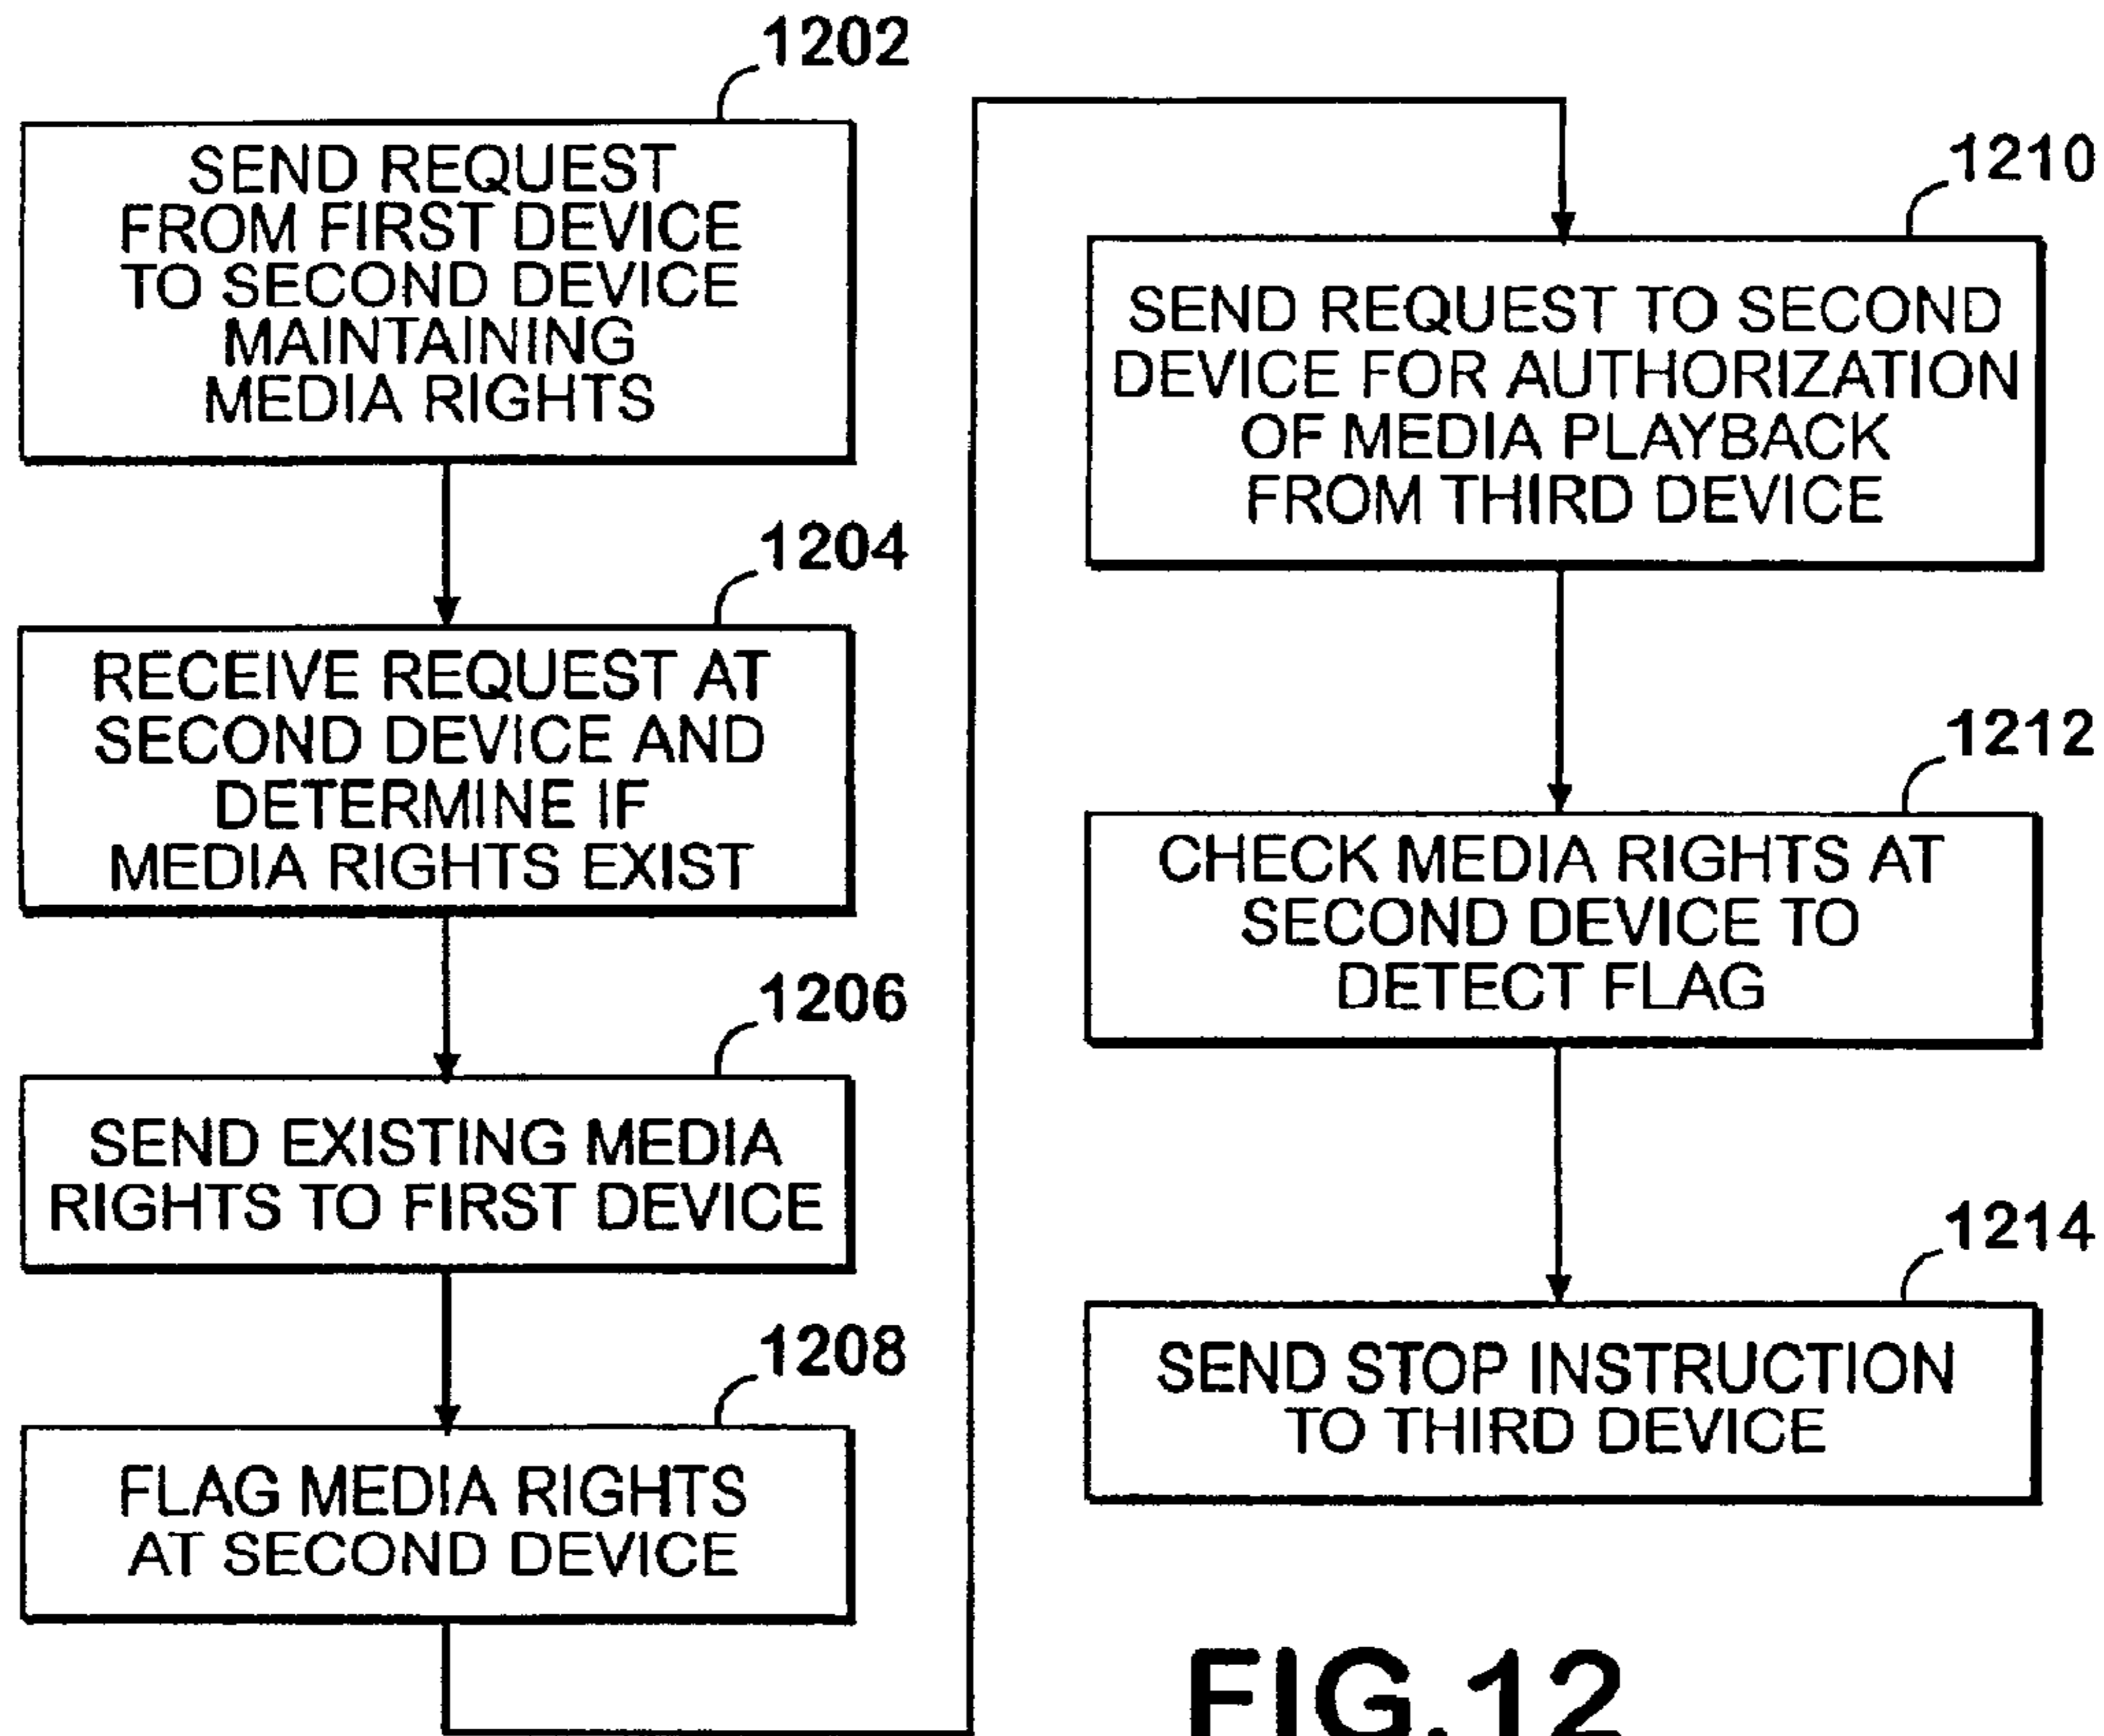 1202
SEND REQUEST
FROM FIRST DEVICE
TO SECOND DEVICE
MAINTAINING
MEDIA RIGHTS
1204
RECEIVE REQUEST AT
SECOND DEVICE AND
DETERMINE IF
MEDIA RIGHTS EXIST
1206
SEND EXISTING MEDIA
RIGHTS TO FIRST DEVICE
1208
FLAG MEDIA RIGHTS
AT SECOND DEVICE
1210
SEND REQUEST TO SECOND
DEVICE FOR AUTHORIZATION
OF MEDIA PLAYBACK
FROM THIRD DEVICE
1212
CHECK MEDIA RIGHTS AT
SECOND DEVICE TO
DETECT FLAG
1214
SEND STOP INSTRUCTION
TO THIRD DEVICE
FIG.12